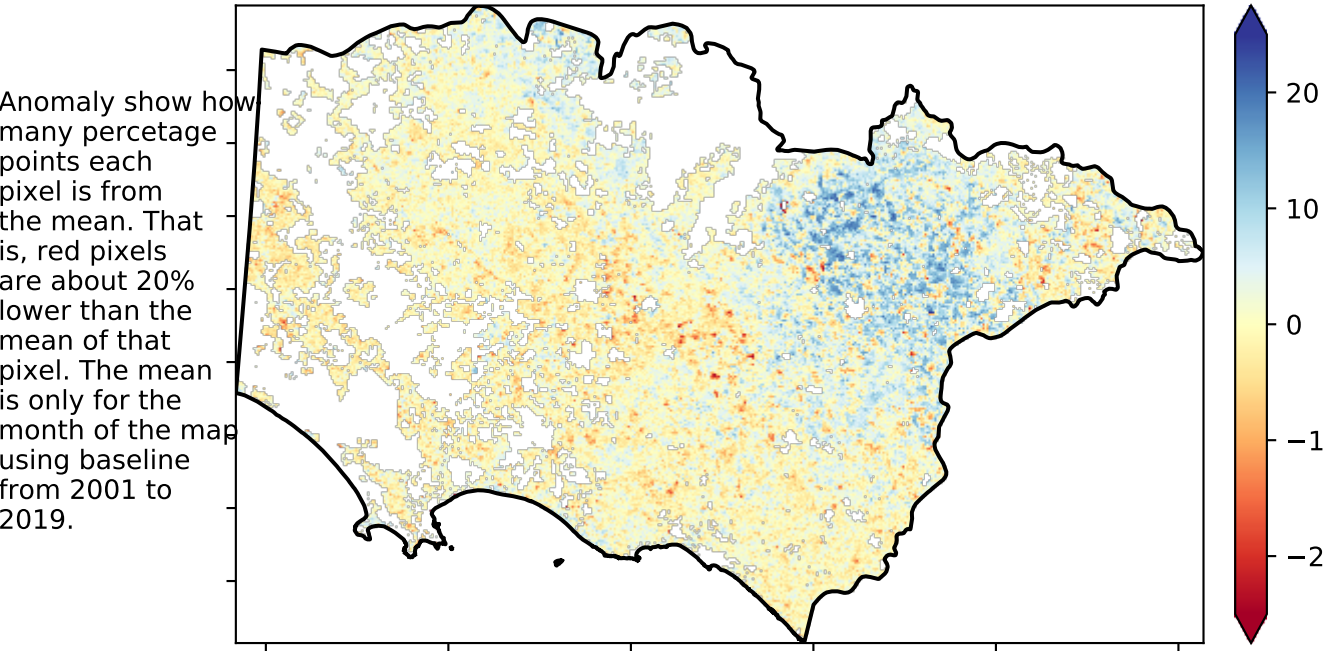 Anomaly show how
many percetage
points each
pixel is from
the mean. That
is, red pixels
are about 20%
lower than the
mean of that
pixel. The mean
is only for the
month of the map
using baseline
from 2001 to
2019.
20
10
0
−1
−2